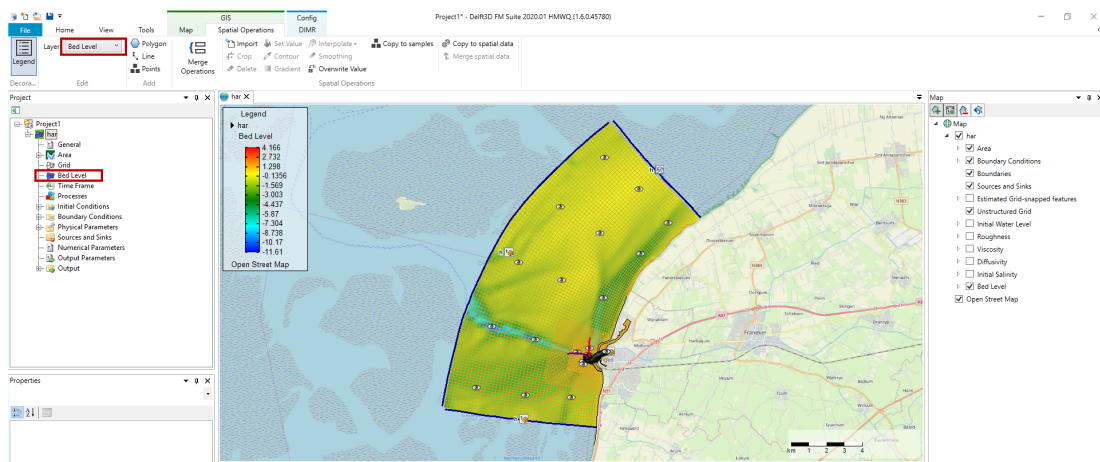 GIS
Config
Project1* - Delft3D FM Suite 2020.01 HMWQ (1.6.0.45780)
File Home View Tools Map Spatial Operations DIMR
Legend
Layer Bed Level
Polygon
Line
Points
Merge Operations
Import Set Value Interpolate Copy to samples Copy to spatial data
Crop Contour Smoothing Merge spatial data
Delete Gradient Overwrite Value
Decora... Edit Add Spatial Operations
Project
Project1
har
General
Area
Grid
Bed Level
Time Frame
Processes
Initial Conditions
Boundary Conditions
Physical Parameters
Sources and Sinks
Numerical Parameters
Output Parameters
Output
Properties
har
Legend
har
Bed Level
4.166
2.732
1.298
-0.1356
-1.569
-3.003
-4.437
-5.87
-7.304
-8.738
-10.17
-11.61
Open Street Map
Franeker
A31
N31
N393
km 1 2 3 4
Map
Map
har
Area
Boundary Conditions
Boundaries
Sources and Sinks
Estimated Grid-snapped features
Unstructured Grid
Initial Water Level
Roughness
Viscosity
Diffusivity
Initial Salinity
Bed Level
Open Street Map